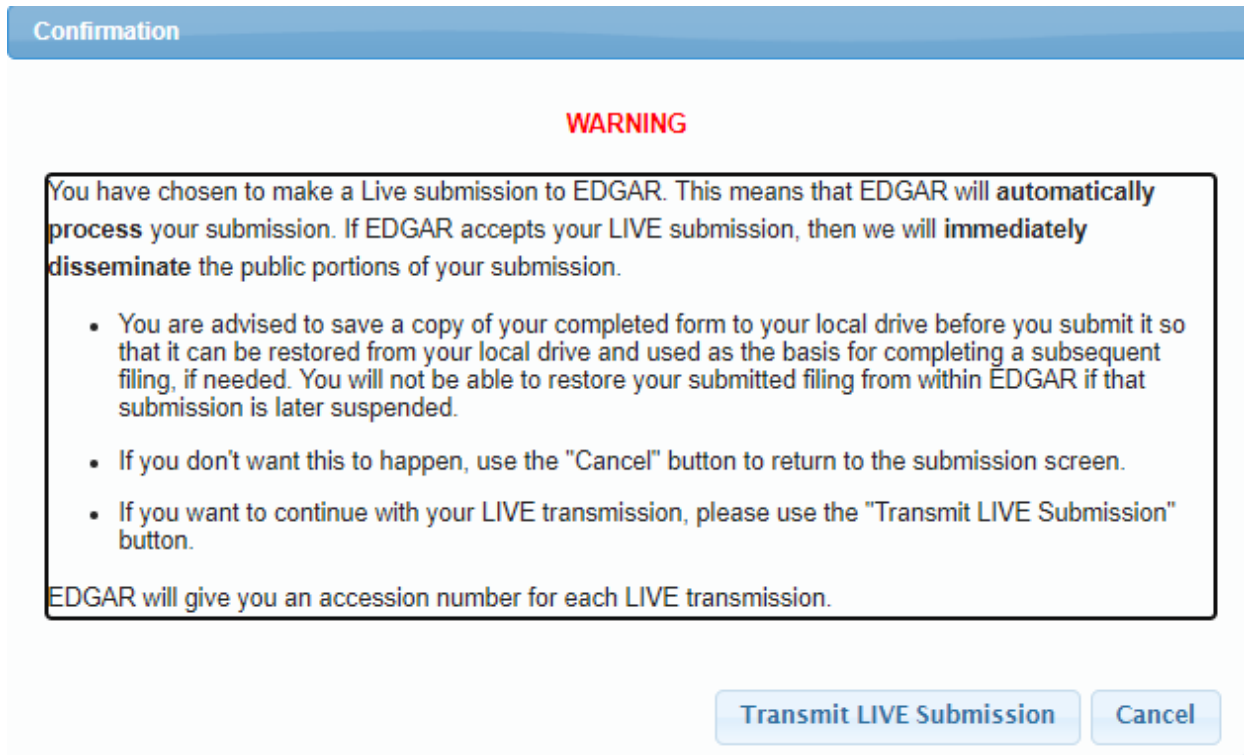 Confirmation
WARNING
You have chosen to make a Live submission to EDGAR. This means that EDGAR will automatically
process your submission. If EDGAR accepts your LIVE submission, then we will immediately
disseminate the public portions of your submission.
• You are advised to save a copy of your completed form to your local drive before you submit it so
that it can be restored from your local drive and used as the basis for completing a subsequent
filing, if needed. You will not be able to restore your submitted filing from within EDGAR if that
submission is later suspended.
• If you don't want this to happen, use the "Cancel" button to return to the submission screen.
• If you want to continue with your LIVE transmission, please use the "Transmit LIVE Submission"
button.
EDGAR will give you an accession number for each LIVE transmission.
Transmit LIVE Submission Cancel